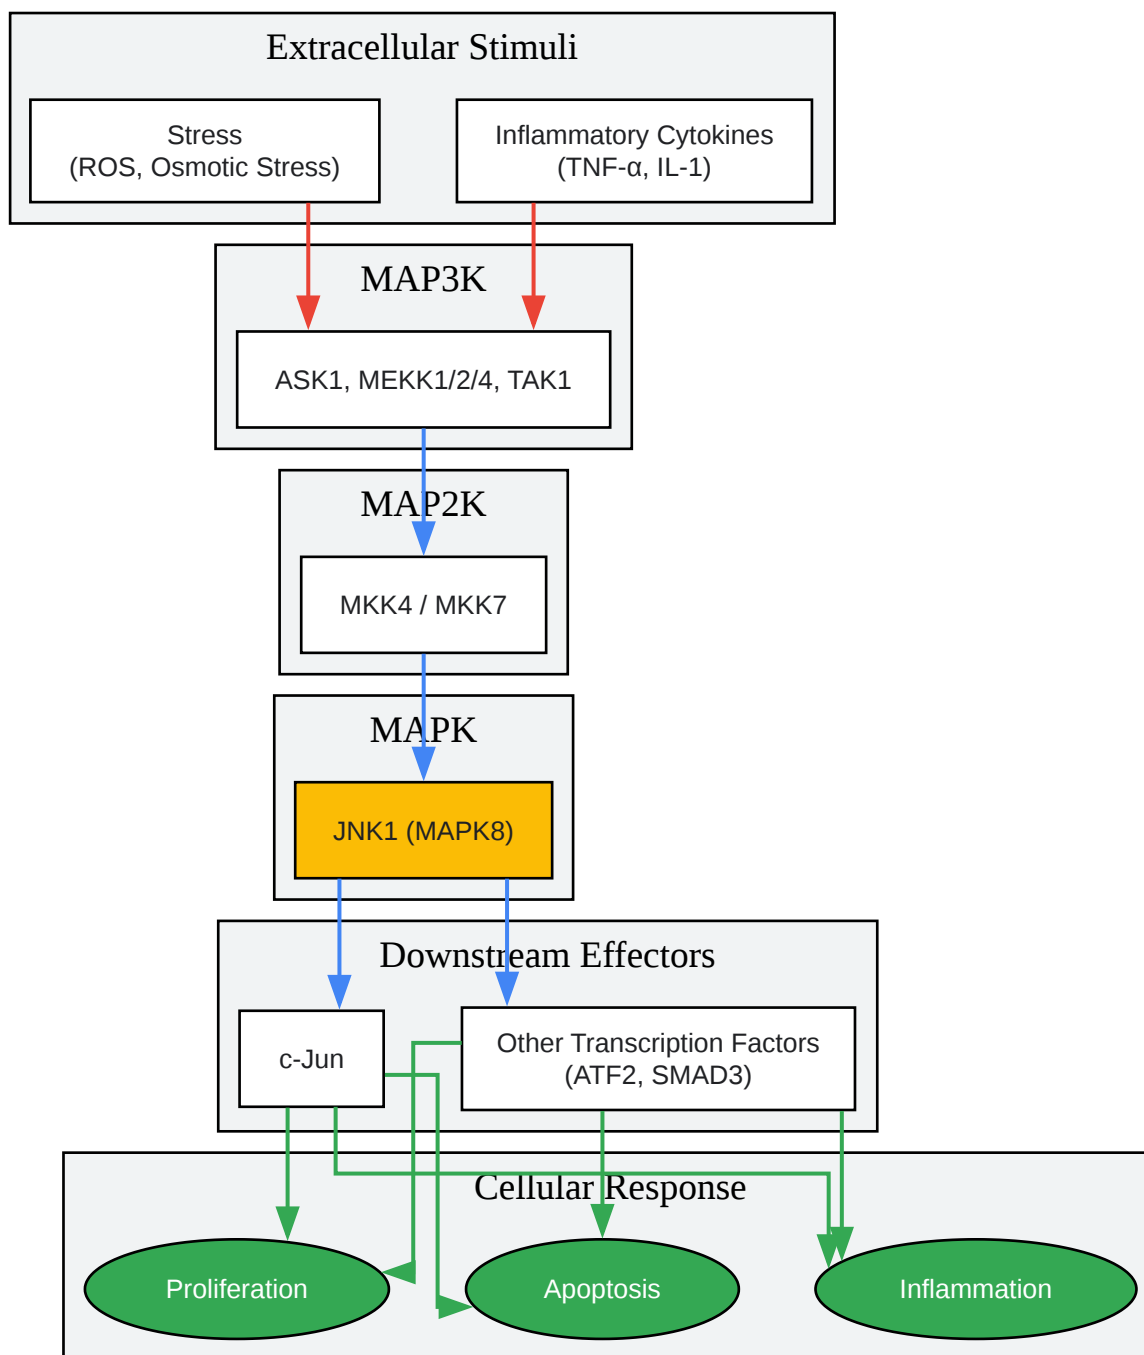 Extracellular Stimuli
Stress
(ROS, Osmotic Stress)
Inflammatory Cytokines
(TNF-α, IL-1)
MAP3K
ASK1, MEKK1/2/4, TAK1
MAP2K
MKK4 / MKK7
MAPK
JNK1 (MAPK8)
Downstream Effectors
c-Jun
Other Transcription Factors
(ATF2, SMAD3)
Cellular Response
Proliferation
Apoptosis
Inflammation